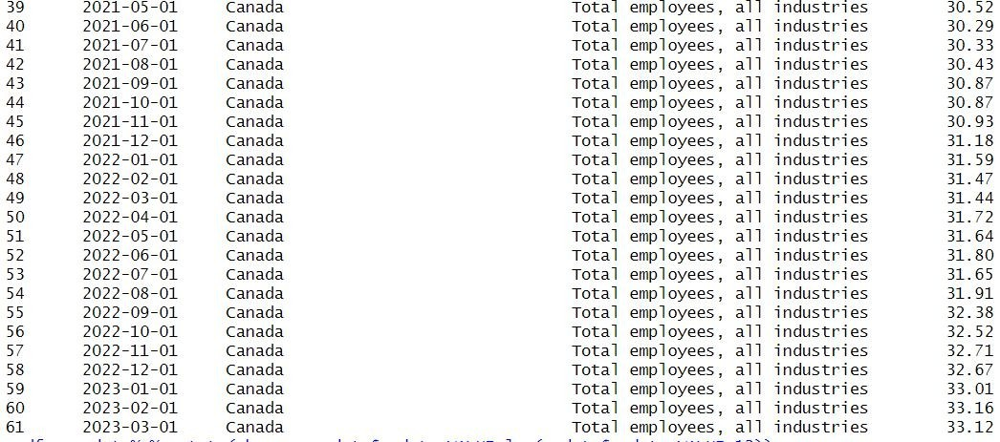 39 2021-05-01 Canada Total employees, all industries 30.52
40 2021-06-01 Canada Total employees, all industries 30.29
41 2021-07-01 Canada Total employees, all industries 30.33
42 2021-08-01 Canada Total employees, all industries 30.43
43 2021-09-01 Canada Total employees, all industries 30.87
44 2021-10-01 Canada Total employees, all industries 30.87
45 2021-11-01 Canada Total employees, all industries 30.93
46 2021-12-01 Canada Total employees, all industries 31.18
47 2022-01-01 Canada Total employees, all industries 31.59
48 2022-02-01 Canada Total employees, all industries 31.47
49 2022-03-01 Canada Total employees, all industries 31.44
50 2022-04-01 Canada Total employees, all industries 31.72
51 2022-05-01 Canada Total employees, all industries 31.64
52 2022-06-01 Canada Total employees, all industries 31.80
53 2022-07-01 Canada Total employees, all industries 31.65
54 2022-08-01 Canada Total employees, all industries 31.91
55 2022-09-01 Canada Total employees, all industries 32.38
56 2022-10-01 Canada Total employees, all industries 32.52
57 2022-11-01 Canada Total employees, all industries 32.71
58 2022-12-01 Canada Total employees, all industries 32.67
59 2023-01-01 Canada Total employees, all industries 33.01
60 2023-02-01 Canada Total employees, all industries 33.16
61 2023-03-01 Canada Total employees, all industries 33.12